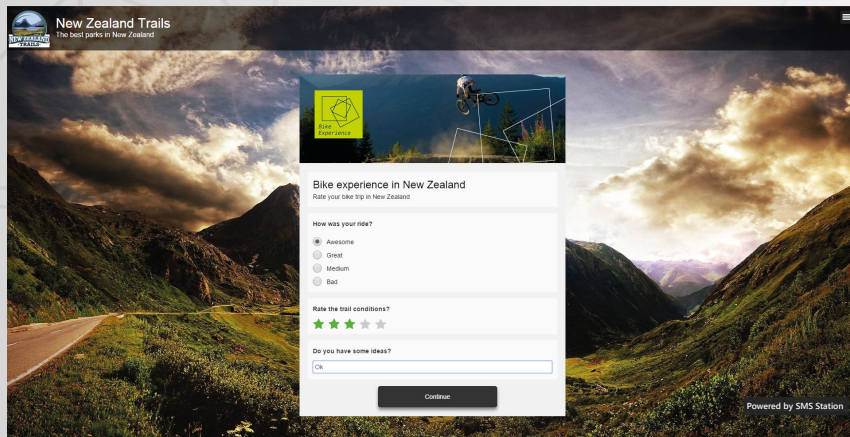 New Zealand Trails
The best parks in New Zealand
NEW ZEALAND
TRAILS
Bike
Experience
Bike experience in New Zealand
Rate your bike trip in New Zealand
How was your ride?
Awesome
Great
Medium
Bad
Rate the trail conditions?
Do you have some ideas?
Ok
Continue
Powered by SMS Station